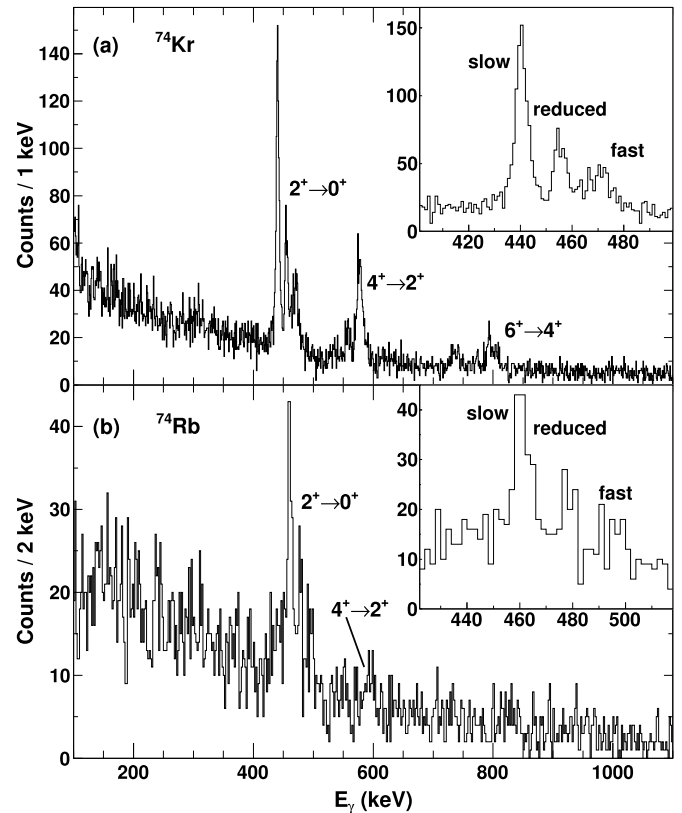 (a) ⁷⁴Kr
Counts / 1 keV
140
120
100
80
60
40
20
0
2⁺→0⁺
4⁺→2⁺
6⁺→4⁺
150
100
50
0
slow
reduced
fast
420 440 460 480
(b) ⁷⁴Rb
Counts / 2 keV
40
30
20
10
0
2⁺→0⁺
4⁺→2⁺
40
30
20
10
0
slow
reduced
fast
440 460 480 500
200 400 600 800 1000
Eγ (keV)